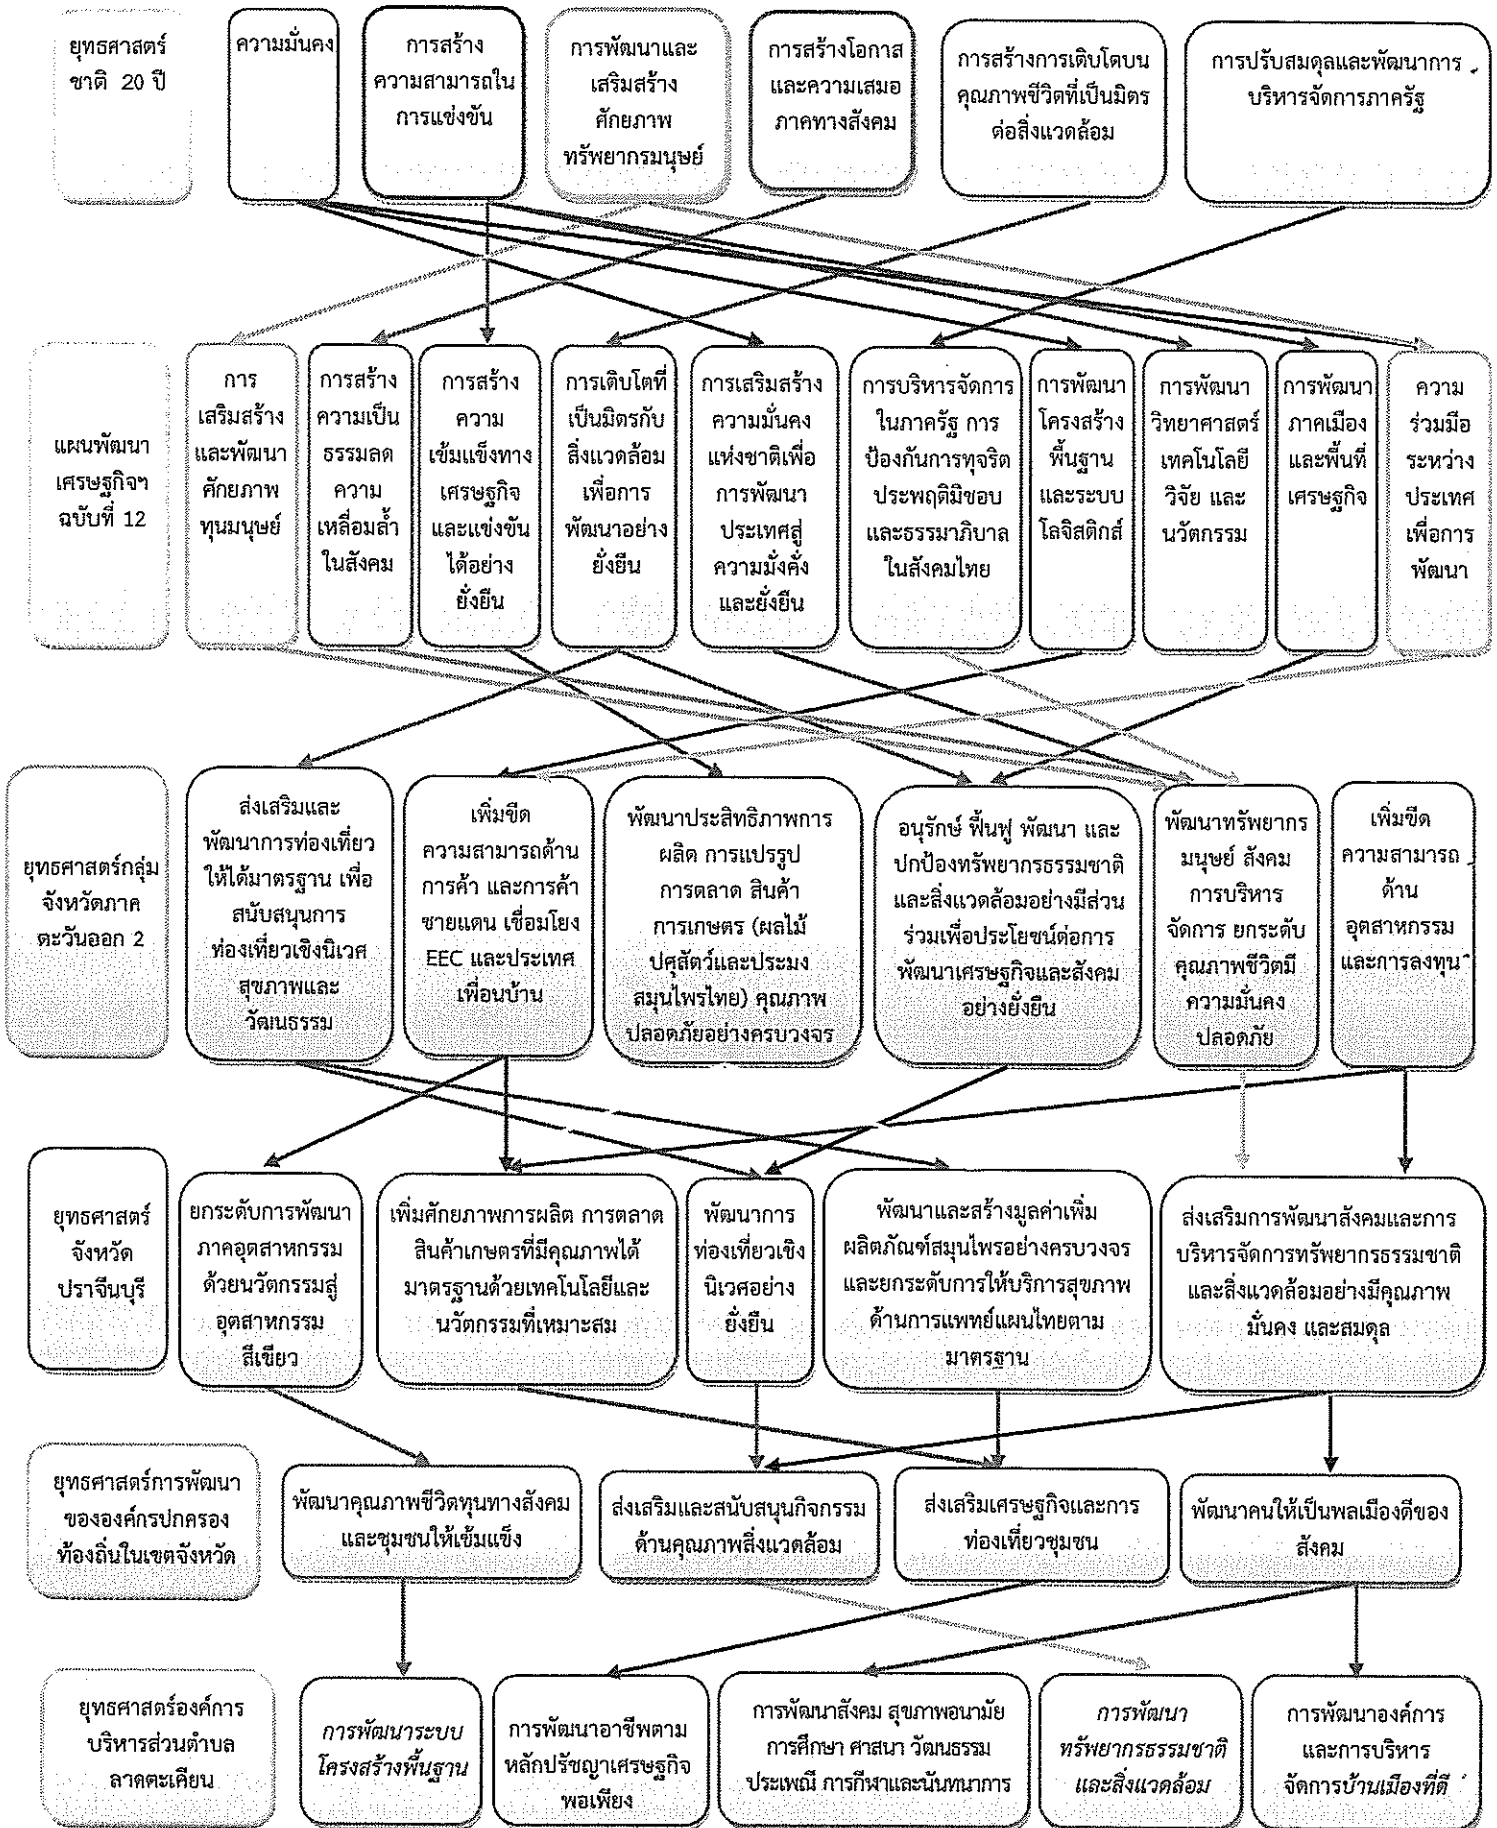 ยุทธศาสตร์
ชาติ 20 ปี
ความมั่นคง
การสร้าง
ความสามารถใน
การแข่งขัน
การพัฒนาและ
เสริมสร้าง
ศักยภาพ
ทรัพยากรมนุษย์
การสร้างโอกาส
และความเสมอ
ภาคทางสังคม
การสร้างการเติบโตบน
คุณภาพชีวิตที่เป็นมิตร
ต่อสิ่งแวดล้อม
การปรับสมดุลและพัฒนาการ
บริหารจัดการภาครัฐ
แผนพัฒนา
เศรษฐกิจฯ
ฉบับที่ 12
การ
เสริมสร้าง
และพัฒนา
ศักยภาพ
ทุนมนุษย์
การสร้าง
ความเป็น
ธรรมลด
ความ
เหลื่อมล้ำ
ในสังคม
การสร้าง
ความ
เข้มแข็งทาง
เศรษฐกิจ
และแข่งขัน
ได้อย่าง
ยั่งยืน
การเติบโตที่
เป็นมิตรกับ
สิ่งแวดล้อม
เพื่อการ
พัฒนาอย่าง
ยั่งยืน
การเสริมสร้าง
ความมั่นคง
แห่งชาติเพื่อ
การพัฒนา
ประเทศสู่
ความมั่งคั่ง
และยั่งยืน
การบริหารจัดการ
ในภาครัฐ การ
ป้องกันการทุจริต
ประพฤติมิชอบ
และธรรมาภิบาล
ในสังคมไทย
การพัฒนา
โครงสร้าง
พื้นฐาน
และระบบ
โลจิสติกส์
การพัฒนา
วิทยาศาสตร์
เทคโนโลยี
วิจัย และ
นวัตกรรม
การพัฒนา
ภาคเมือง
และพื้นที่
เศรษฐกิจ
ความ
ร่วมมือ
ระหว่าง
ประเทศ
เพื่อการ
พัฒนา
ยุทธศาสตร์กลุ่ม
จังหวัดภาค
ตะวันออก 2
ส่งเสริมและ
พัฒนาการท่องเที่ยว
ให้ได้มาตรฐาน เพื่อ
สนับสนุนการ
ท่องเที่ยวเชิงนิเวศ
สุขภาพและ
วัฒนธรรม
เพิ่มขีด
ความสามารถด้าน
การค้า และการค้า
ชายแดน เชื่อมโยง
EEC และประเทศ
เพื่อนบ้าน
พัฒนาประสิทธิภาพการ
ผลิต การแปรรูป
การตลาด สินค้า
การเกษตร (ผลไม้
ปศุสัตว์และประมง
สมุนไพรไทย) คุณภาพ
ปลอดภัยอย่างครบวงจร
อนุรักษ์ ฟื้นฟู พัฒนา และ
ปกป้องทรัพยากรธรรมชาติ
และสิ่งแวดล้อมอย่างมีส่วน
ร่วมเพื่อประโยชน์ต่อการ
พัฒนาเศรษฐกิจและสังคม
อย่างยั่งยืน
พัฒนาทรัพยากร
มนุษย์ สังคม
การบริหาร
จัดการ ยกระดับ
คุณภาพชีวิตมี
ความมั่นคง
ปลอดภัย
เพิ่มขีด
ความสามารถ
ด้าน
อุตสาหกรรม
และการลงทุน
ยุทธศาสตร์
จังหวัด
ปราจีนบุรี
ยกระดับการพัฒนา
ภาคอุตสาหกรรม
ด้วยนวัตกรรมสู่
อุตสาหกรรม
สีเขียว
เพิ่มศักยภาพการผลิต การตลาด
สินค้าเกษตรที่มีคุณภาพได้
มาตรฐานด้วยเทคโนโลยีและ
นวัตกรรมที่เหมาะสม
พัฒนาการ
ท่องเที่ยวเชิง
นิเวศอย่าง
ยั่งยืน
พัฒนาและสร้างมูลค่าเพิ่ม
ผลิตภัณฑ์สมุนไพรอย่างครบวงจร
และยกระดับการให้บริการสุขภาพ
ด้านการแพทย์แผนไทยตาม
มาตรฐาน
ส่งเสริมการพัฒนาสังคมและการ
บริหารจัดการทรัพยากรธรรมชาติ
และสิ่งแวดล้อมอย่างมีคุณภาพ
มั่นคง และสมดุล
ยุทธศาสตร์การพัฒนา
ขององค์กรปกครอง
ท้องถิ่นในเขตจังหวัด
พัฒนาคุณภาพชีวิตทุนทางสังคม
และชุมชนให้เข้มแข็ง
ส่งเสริมและสนับสนุนกิจกรรม
ด้านคุณภาพสิ่งแวดล้อม
ส่งเสริมเศรษฐกิจและการ
ท่องเที่ยวชุมชน
พัฒนาคนให้เป็นพลเมืองดีของ
สังคม
ยุทธศาสตร์องค์การ
บริหารส่วนตำบล
ลาดตะเคียน
การพัฒนาระบบ
โครงสร้างพื้นฐาน
การพัฒนาอาชีพตาม
หลักปรัชญาเศรษฐกิจ
พอเพียง
การพัฒนาสังคม สุขภาพอนามัย
การศึกษา ศาสนา วัฒนธรรม
ประเพณี การกีฬาและนันทนาการ
การพัฒนา
ทรัพยากรธรรมชาติ
และสิ่งแวดล้อม
การพัฒนาองค์การ
และการบริหาร
จัดการบ้านเมืองที่ดี